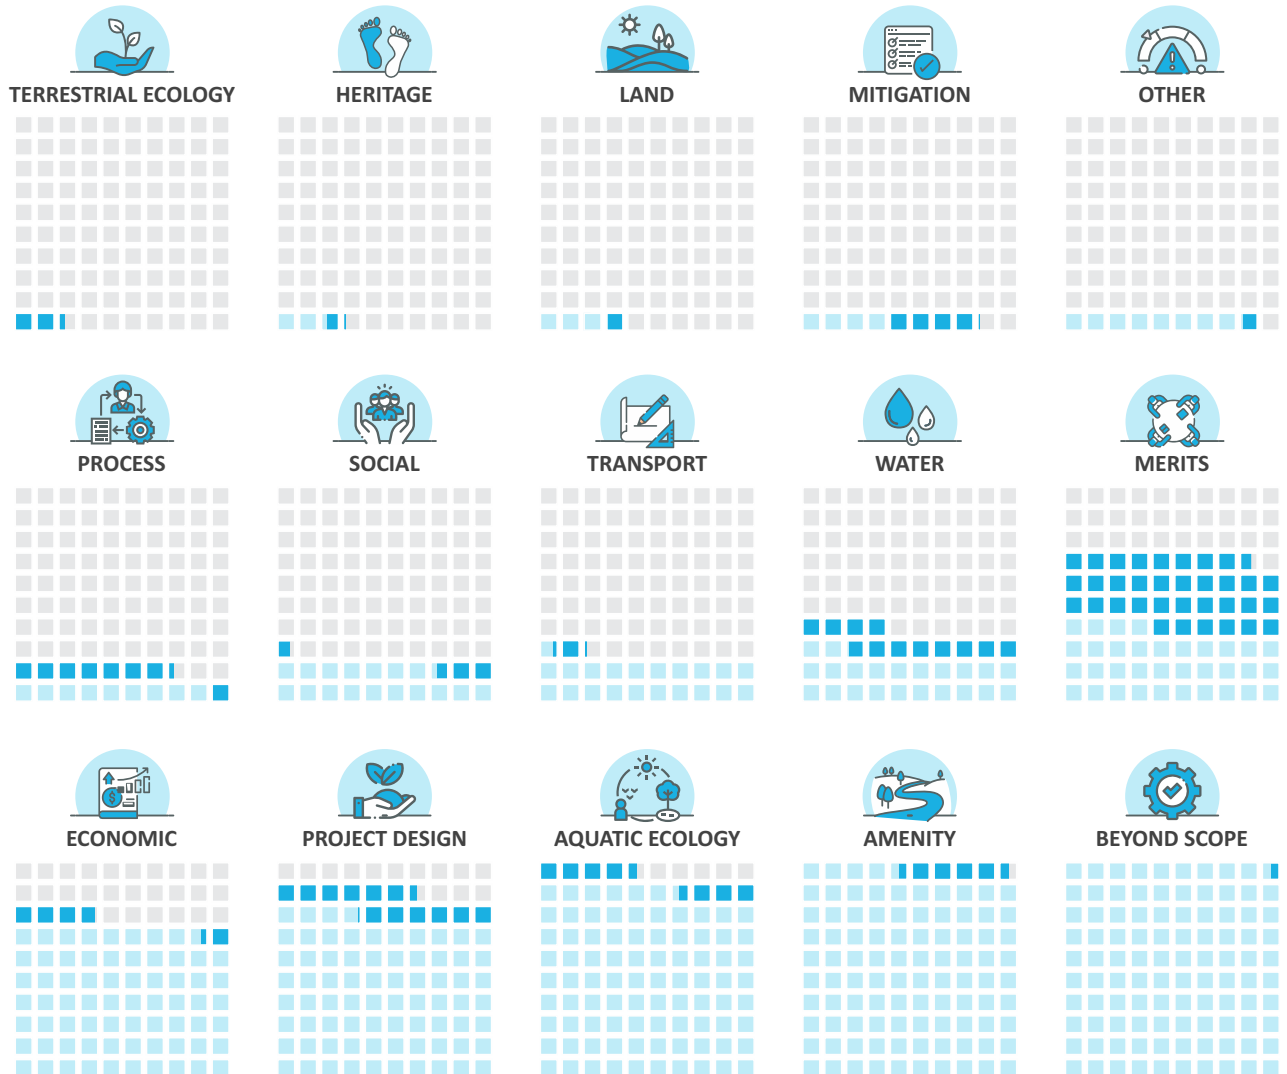 TERRESTRIAL ECOLOGY
HERITAGE
LAND
MITIGATION
OTHER
PROCESS
SOCIAL
TRANSPORT
WATER
MERITS
ECONOMIC
PROJECT DESIGN
AQUATIC ECOLOGY
AMENITY
BEYOND SCOPE